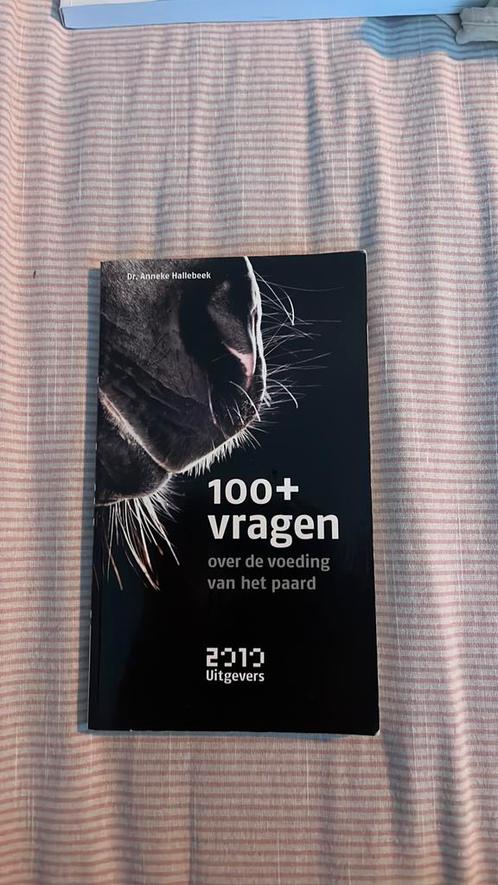 Dr. Anneke Hallebeek
100+
vragen
over de voeding
van het paard
2010
Uitgevers